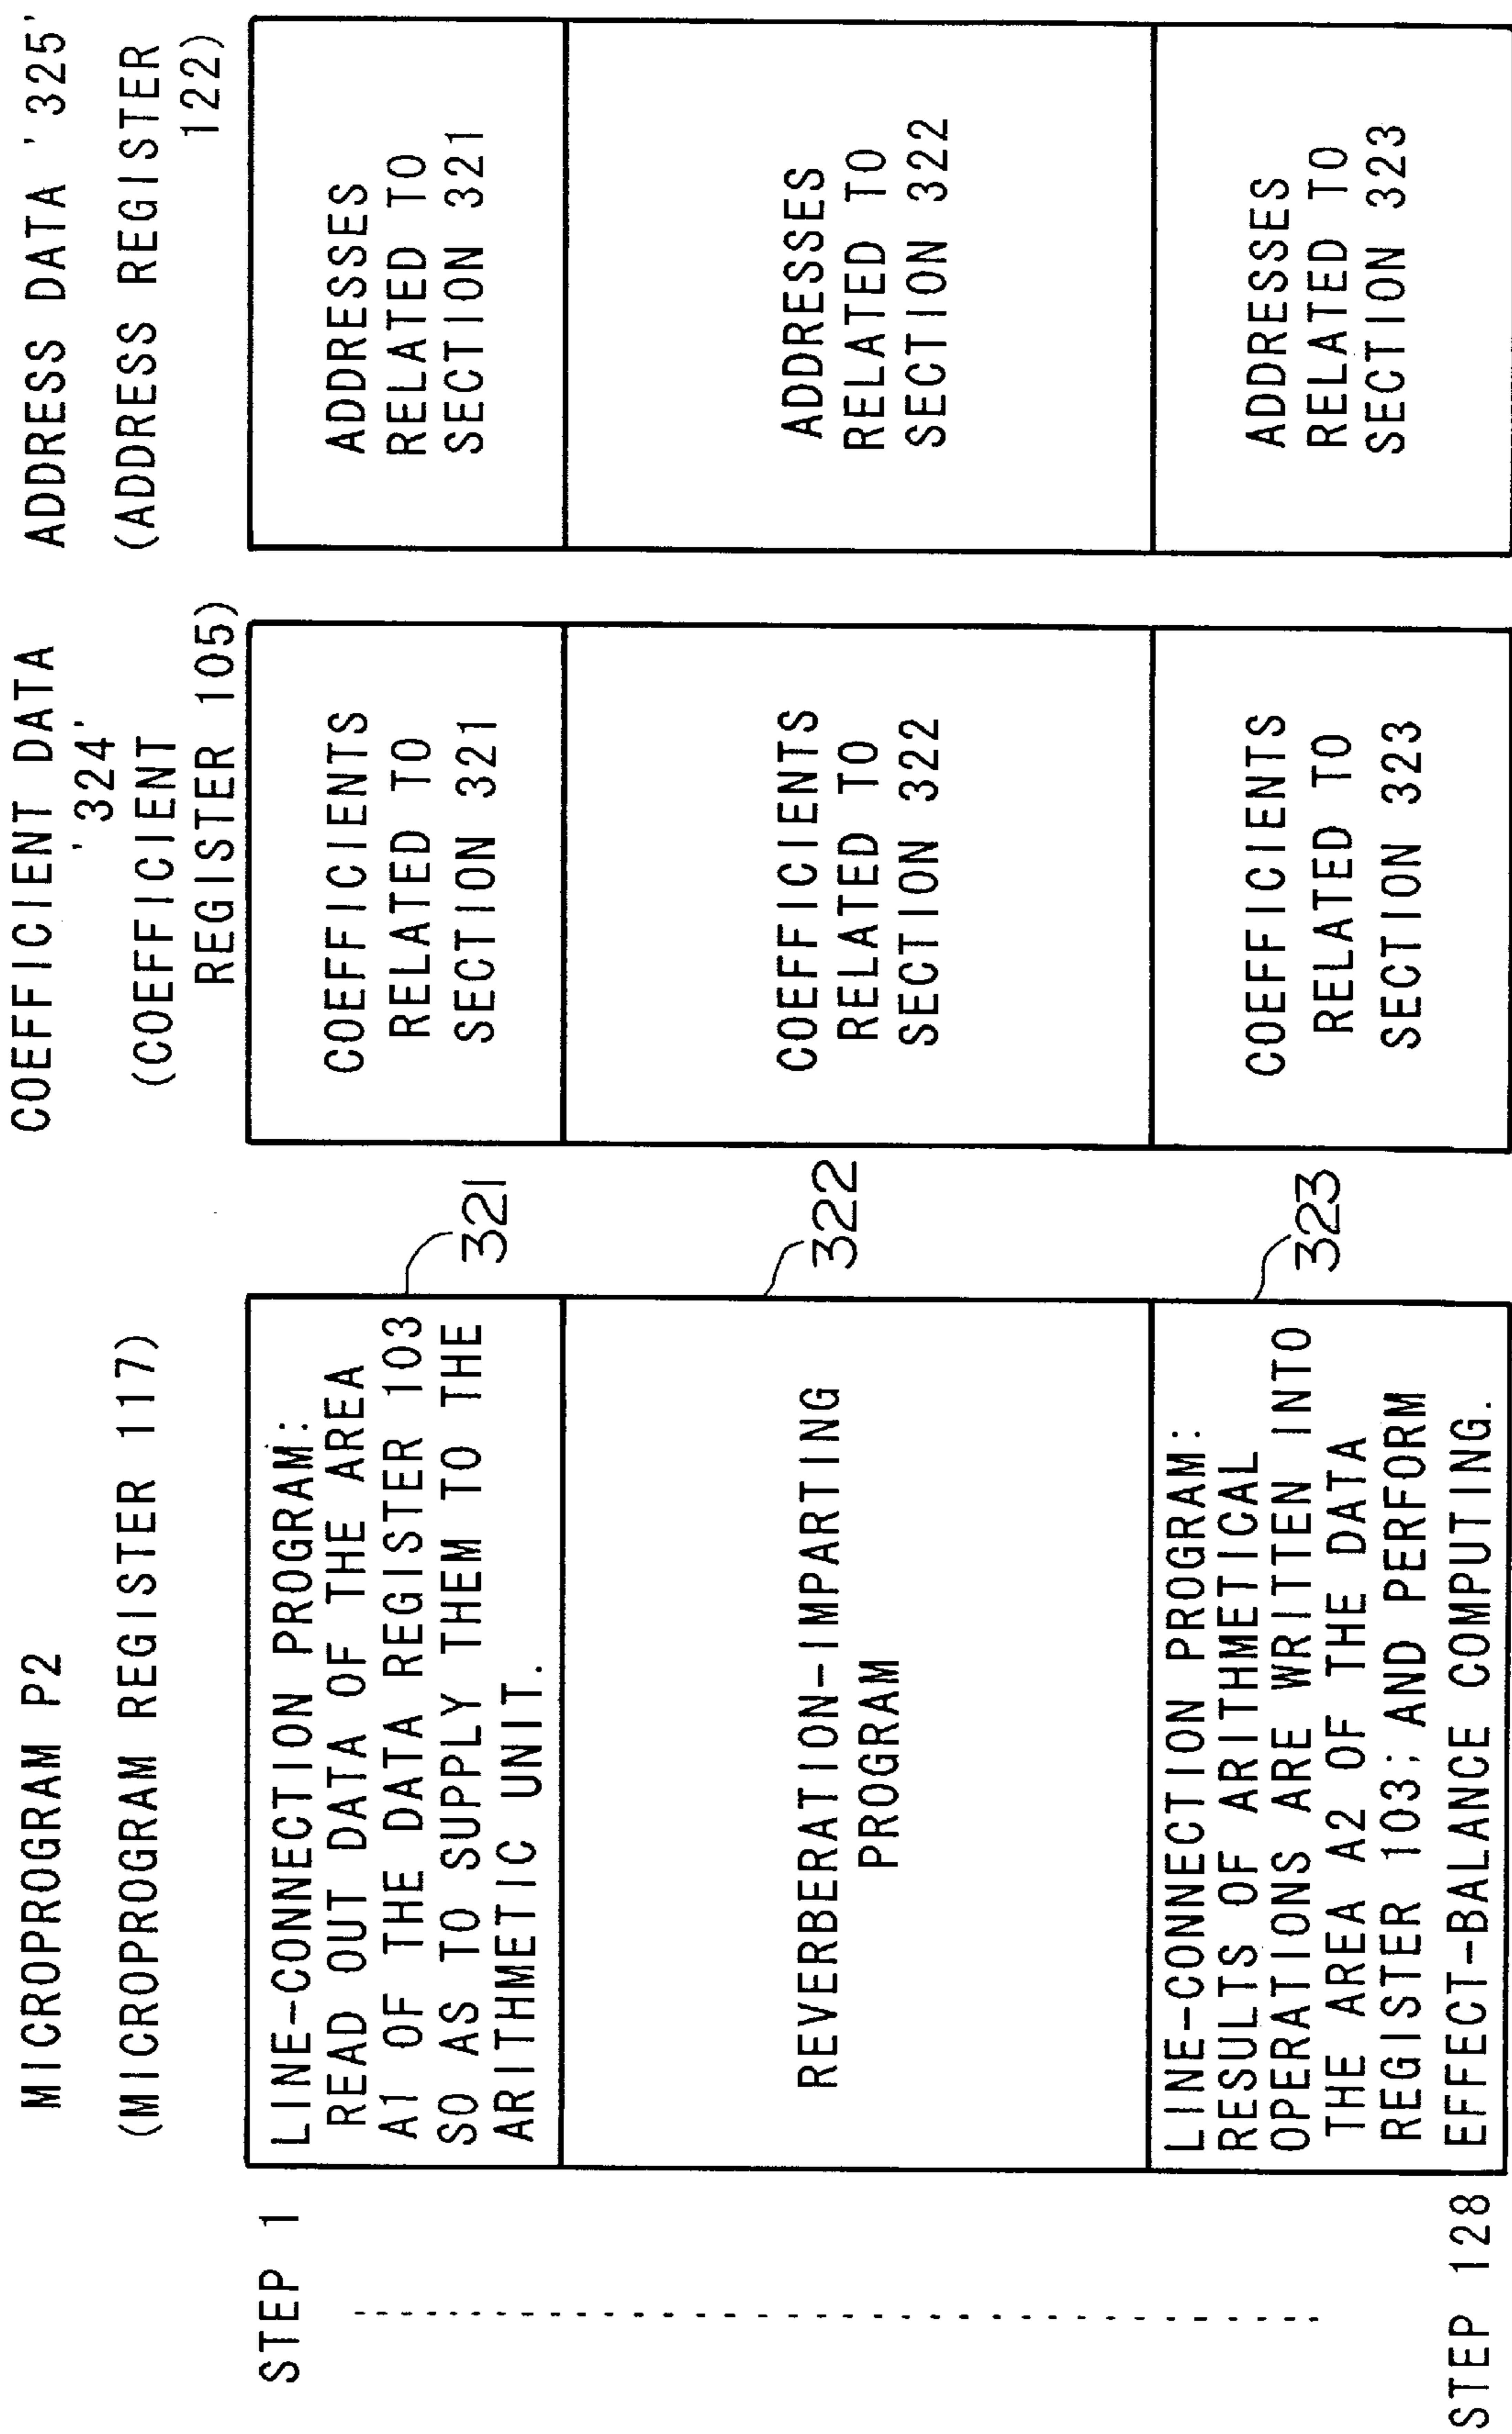 MICROPROGRAM P2
(MICROPROGRAM REGISTER 117)
COEFFICIENT DATA
'324'
(COEFFICIENT
REGISTER 105)
ADDRESS DATA '325'
(ADDRESS REGISTER
122)
STEP 1
LINE-CONNECTION PROGRAM:
READ OUT DATA OF THE AREA
A1 OF THE DATA REGISTER 103
SO AS TO SUPPLY THEM TO THE
ARITHMETIC UNIT.
321
COEFFICIENTS
RELATED TO
SECTION 321
ADDRESSES
RELATED TO
SECTION 321
REVERBERATION-IMPARTING
PROGRAM
322
COEFFICIENTS
RELATED TO
SECTION 322
ADDRESSES
RELATED TO
SECTION 322
LINE-CONNECTION PROGRAM:
RESULTS OF ARITHMETICAL
OPERATIONS ARE WRITTEN INTO
THE AREA A2 OF THE DATA
REGISTER 103; AND PERFORM
EFFECT-BALANCE COMPUTING.
323
COEFFICIENTS
RELATED TO
SECTION 323
ADDRESSES
RELATED TO
SECTION 323
STEP 128